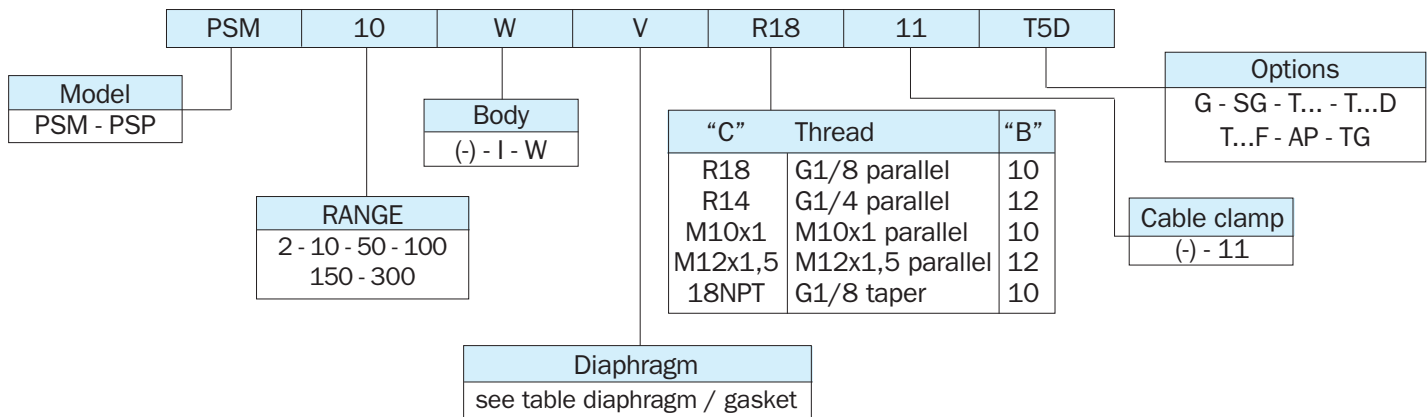 PSM 10 W V R18 11 T5D
Model
PSM - PSP
RANGE
2 - 10 - 50 - 100
150 - 300
Body
(-) - I - W
Diaphragm
see table diaphragm / gasket
“C” Thread “B”
R18 G1/8 parallel 10
R14 G1/4 parallel 12
M10x1 M10x1 parallel 10
M12x1,5 M12x1,5 parallel 12
18NPT G1/8 taper 10
Cable clamp
(-) - 11
Options
G - SG - T... - T...D
T...F - AP - TG